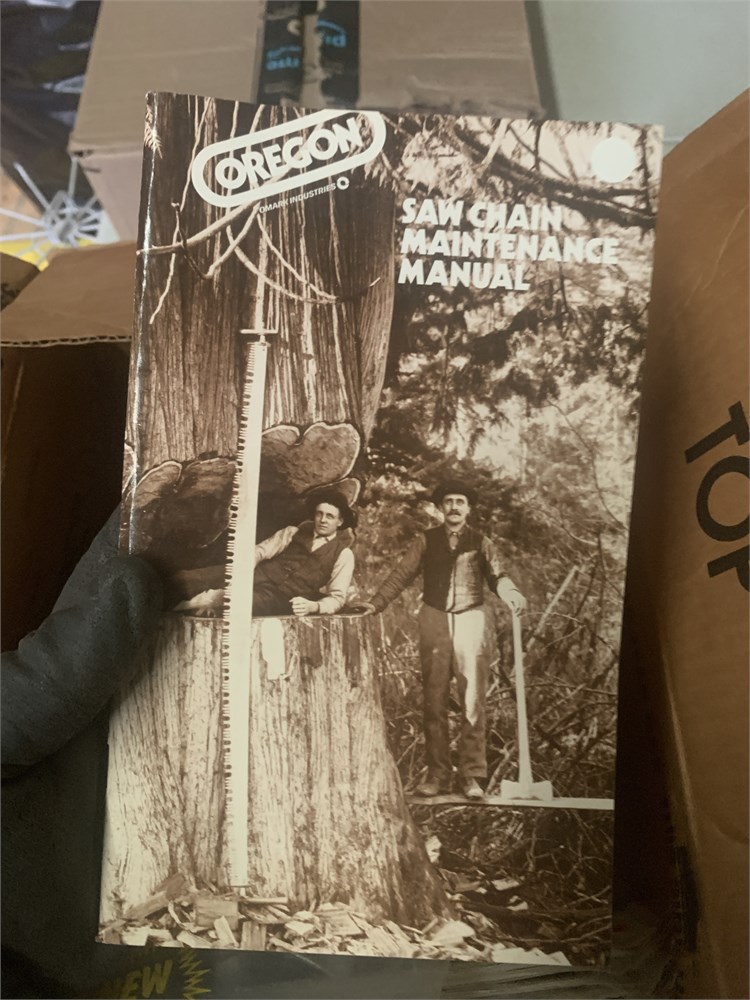 OREGON
OMARK INDUSTRIES
SAW CHAIN
MAINTENANCE
MANUAL
TOP
NEW